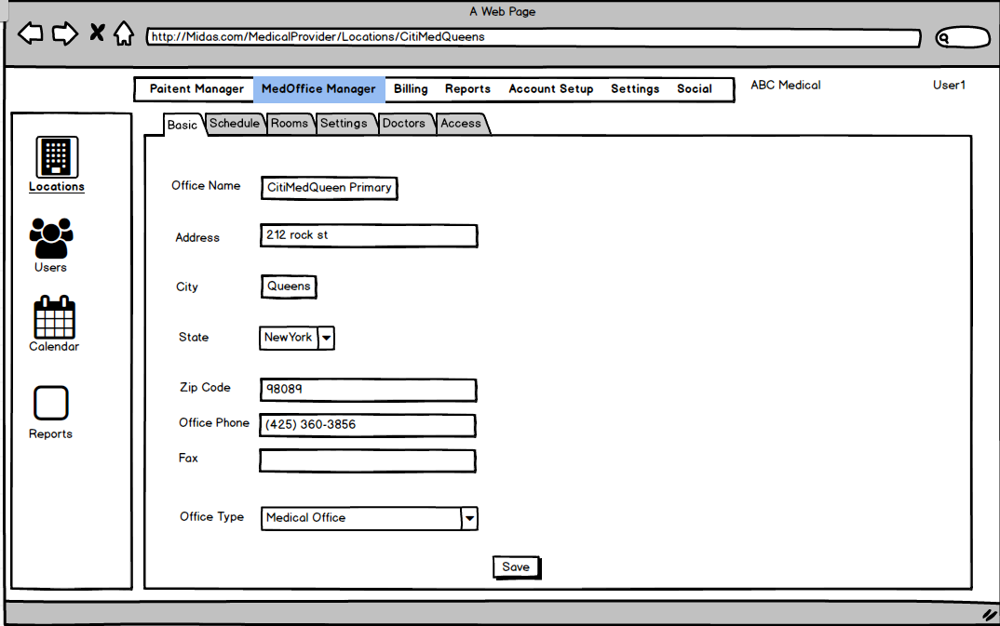 A Web Page
http://Midas.com/MedicalProvider/Locations/CitiMedQueens
Paitent Manager MedOffice Manager Billing Reports Account Setup Settings Social ABC Medical User1
Basic Schedule Rooms Settings Doctors Access
Locations
Users
Calendar
Reports
Office Name CitiMedQueen Primary
Address 212 rock st
City Queens
State NewYork
Zip Code 98089
Office Phone (425) 360-3856
Fax
Office Type Medical Office
Save